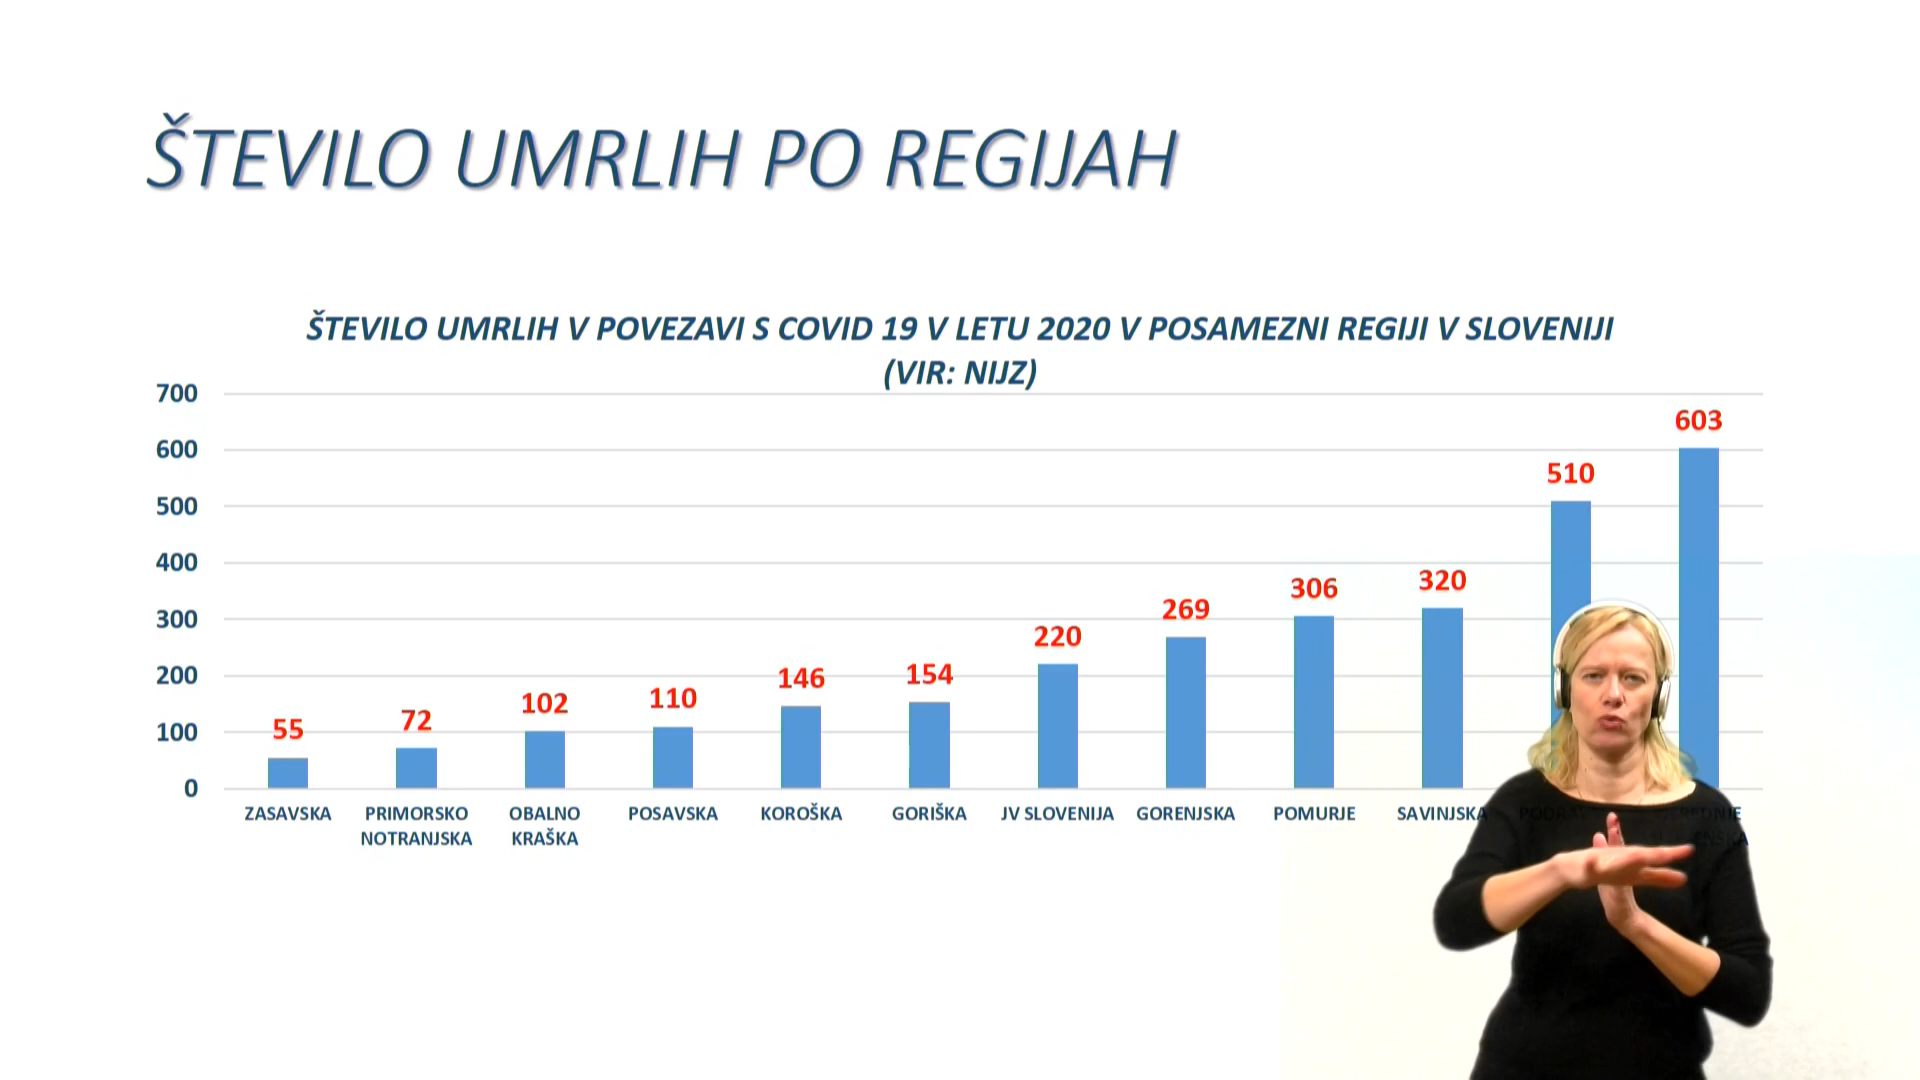 ŠTEVILO UMRLIH PO REGIJAH
ŠTEVILO UMRLIH V POVEZAVI S COVID 19 V LETU 2020 V POSAMEZNI REGIJI V SLOVENIJI
(VIR: NIJZ)
700
600
500
400
300
200
100
0
55
72
102
110
146
154
220
269
306
320
510
603
ZASAVSKA
PRIMORSKO
NOTRANJSKA
OBALNO
KRAŠKA
POSAVSKA
KOROŠKA
GORIŠKA
JV SLOVENIJA
GORENJSKA
POMURJE
SAVINJSKA